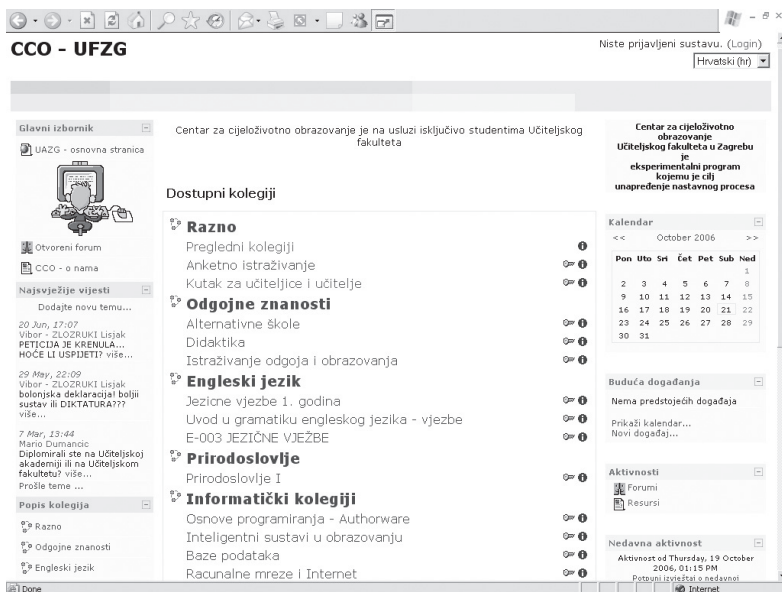 CCO - UFZG
Niste prijavljeni sustavu. (Login)
Hrvatski (hr)
Glavni izbornik
UAZG - osnovna stranica
Otvoreni forum
CCO - o nama
Najsvježije vijesti
Dodajte novu temu...
20 Jun, 17:07
Vibor - ZLOZRUKI Lisjak
PETICIJA JE KRENULA...
HOĆE LI USPIJETI? više...
29 May, 22:09
Vibor - ZLOZRUKI Lisjak
bolonjska deklaracija! boljii
sustav ili DIKTATURA???
više...
7 Mar, 13:44
Mario Dumancic
Diplomirali ste na Učiteljskoj
akademiji ili na Učiteljskom
fakultetu? više...
Prošle teme ...
Popis kolegija
Razno
Odgojne znanosti
Engleski jezik
Centar za cijeloživotno obrazovanje je na usluzi isključivo studentima Učiteljskog
fakulteta
Dostupni kolegiji
Razno
Pregledni kolegiji
Anketno istraživanje
Kutak za učiteljice i učitelje
Odgojne znanosti
Alternativne škole
Didaktika
Istraživanje odgoja i obrazovanja
Engleski jezik
Jezicne vjezbe 1. godina
Uvod u gramatiku engleskog jezika - vjezbe
E-003 JEZIČNE VJEŽBE
Prirodoslovlje
Prirodoslovlje I
Informatički kolegiji
Osnove programiranja - Authorware
Inteligentni sustavi u obrazovanju
Baze podataka
Racunalne mreze i Internet
Centar za cijeloživotno
obrazovanje
Učiteljskog fakulteta u Zagrebu
je
eksperimentalni program
kojemu je cilj
unapređenje nastavnog procesa
Kalendar
<< October 2006 >>
Pon Uto Sri Čet Pet Sub Ned
1
2 3 4 5 6 7 8
9 10 11 12 13 14 15
16 17 18 19 20 21 22
23 24 25 26 27 28 29
30 31
Buduća događanja
Nema predstojećih događaja
Prikaži kalendar...
Novi događaj...
Aktivnosti
Forumi
Resursi
Nedavna aktivnost
Aktivnost od Thursday, 19 October
2006, 01:15 PM
Potpuni izvještaj o nedavnoj
Done
Internet